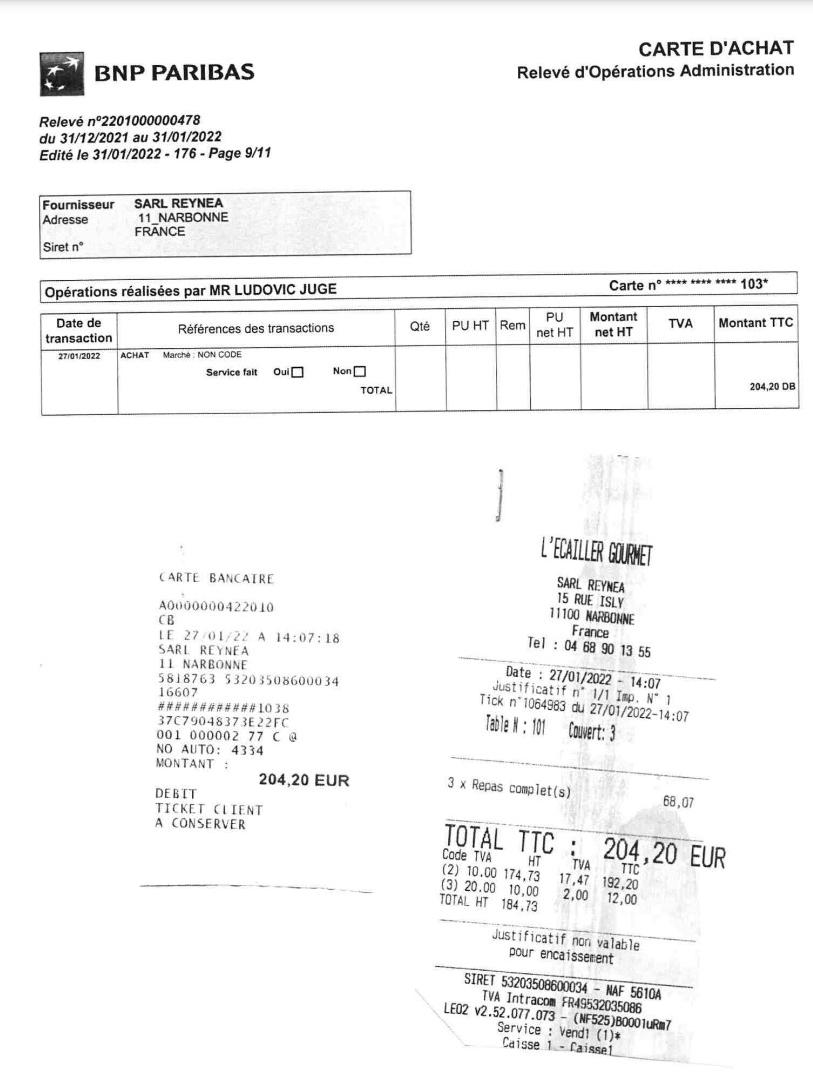 BNP PARIBAS
CARTE D'ACHAT
Relevé d'Opérations Administration
Relevé n°2201000000478
du 31/12/2021 au 31/01/2022
Edité le 31/01/2022 - 176 - Page 9/11
Fournisseur SARL REYNEA
Adresse 11_NARBONNE
FRANCE
Siret n°
Opérations réalisées par MR LUDOVIC JUGE Carte n° **** **** **** 103*
Date de transaction Références des transactions Qté PU HT Rem PU net HT Montant net HT TVA Montant TTC
27/01/2022 ACHAT Marché : NON CODE
Service fait Oui Non
TOTAL 204,20 DB
CARTE BANCAIRE
A0000000422010
CB
LE 27/01/22 A 14:07:18
SARL REYNEA
11 NARBONNE
5818763 53203508600034
16607
############1038
37C79048373E22FC
001 000002 77 C @
NO AUTO: 4334
MONTANT :
204,20 EUR
DEBIT
TICKET CLIENT
A CONSERVER
L'ECAILLER GOURMET
SARL REYNEA
15 RUE ISLY
11100 NARBONNE
France
Tel : 04 68 90 13 55
Date : 27/01/2022 - 14:07
Justificatif n° 1/1 Imp. N° 1
Tick n°1064983 du 27/01/2022-14:07
Table N : 101 Couvert: 3
3 x Repas complet(s) 68,07
TOTAL TTC : 204,20 EUR
Code TVA HT TVA TTC
(2) 10.00 174,73 17,47 192,20
(3) 20.00 10,00 2,00 12,00
TOTAL HT 184,73
Justificatif non valable
pour encaissement
SIRET 53203508600034 - NAF 5610A
TVA Intracom FR49532035086
LEO2 v2.52.077.073 - (NF525)B0001uRm7
Service : Vend1 (1)*
Caisse 1 - Caisse1